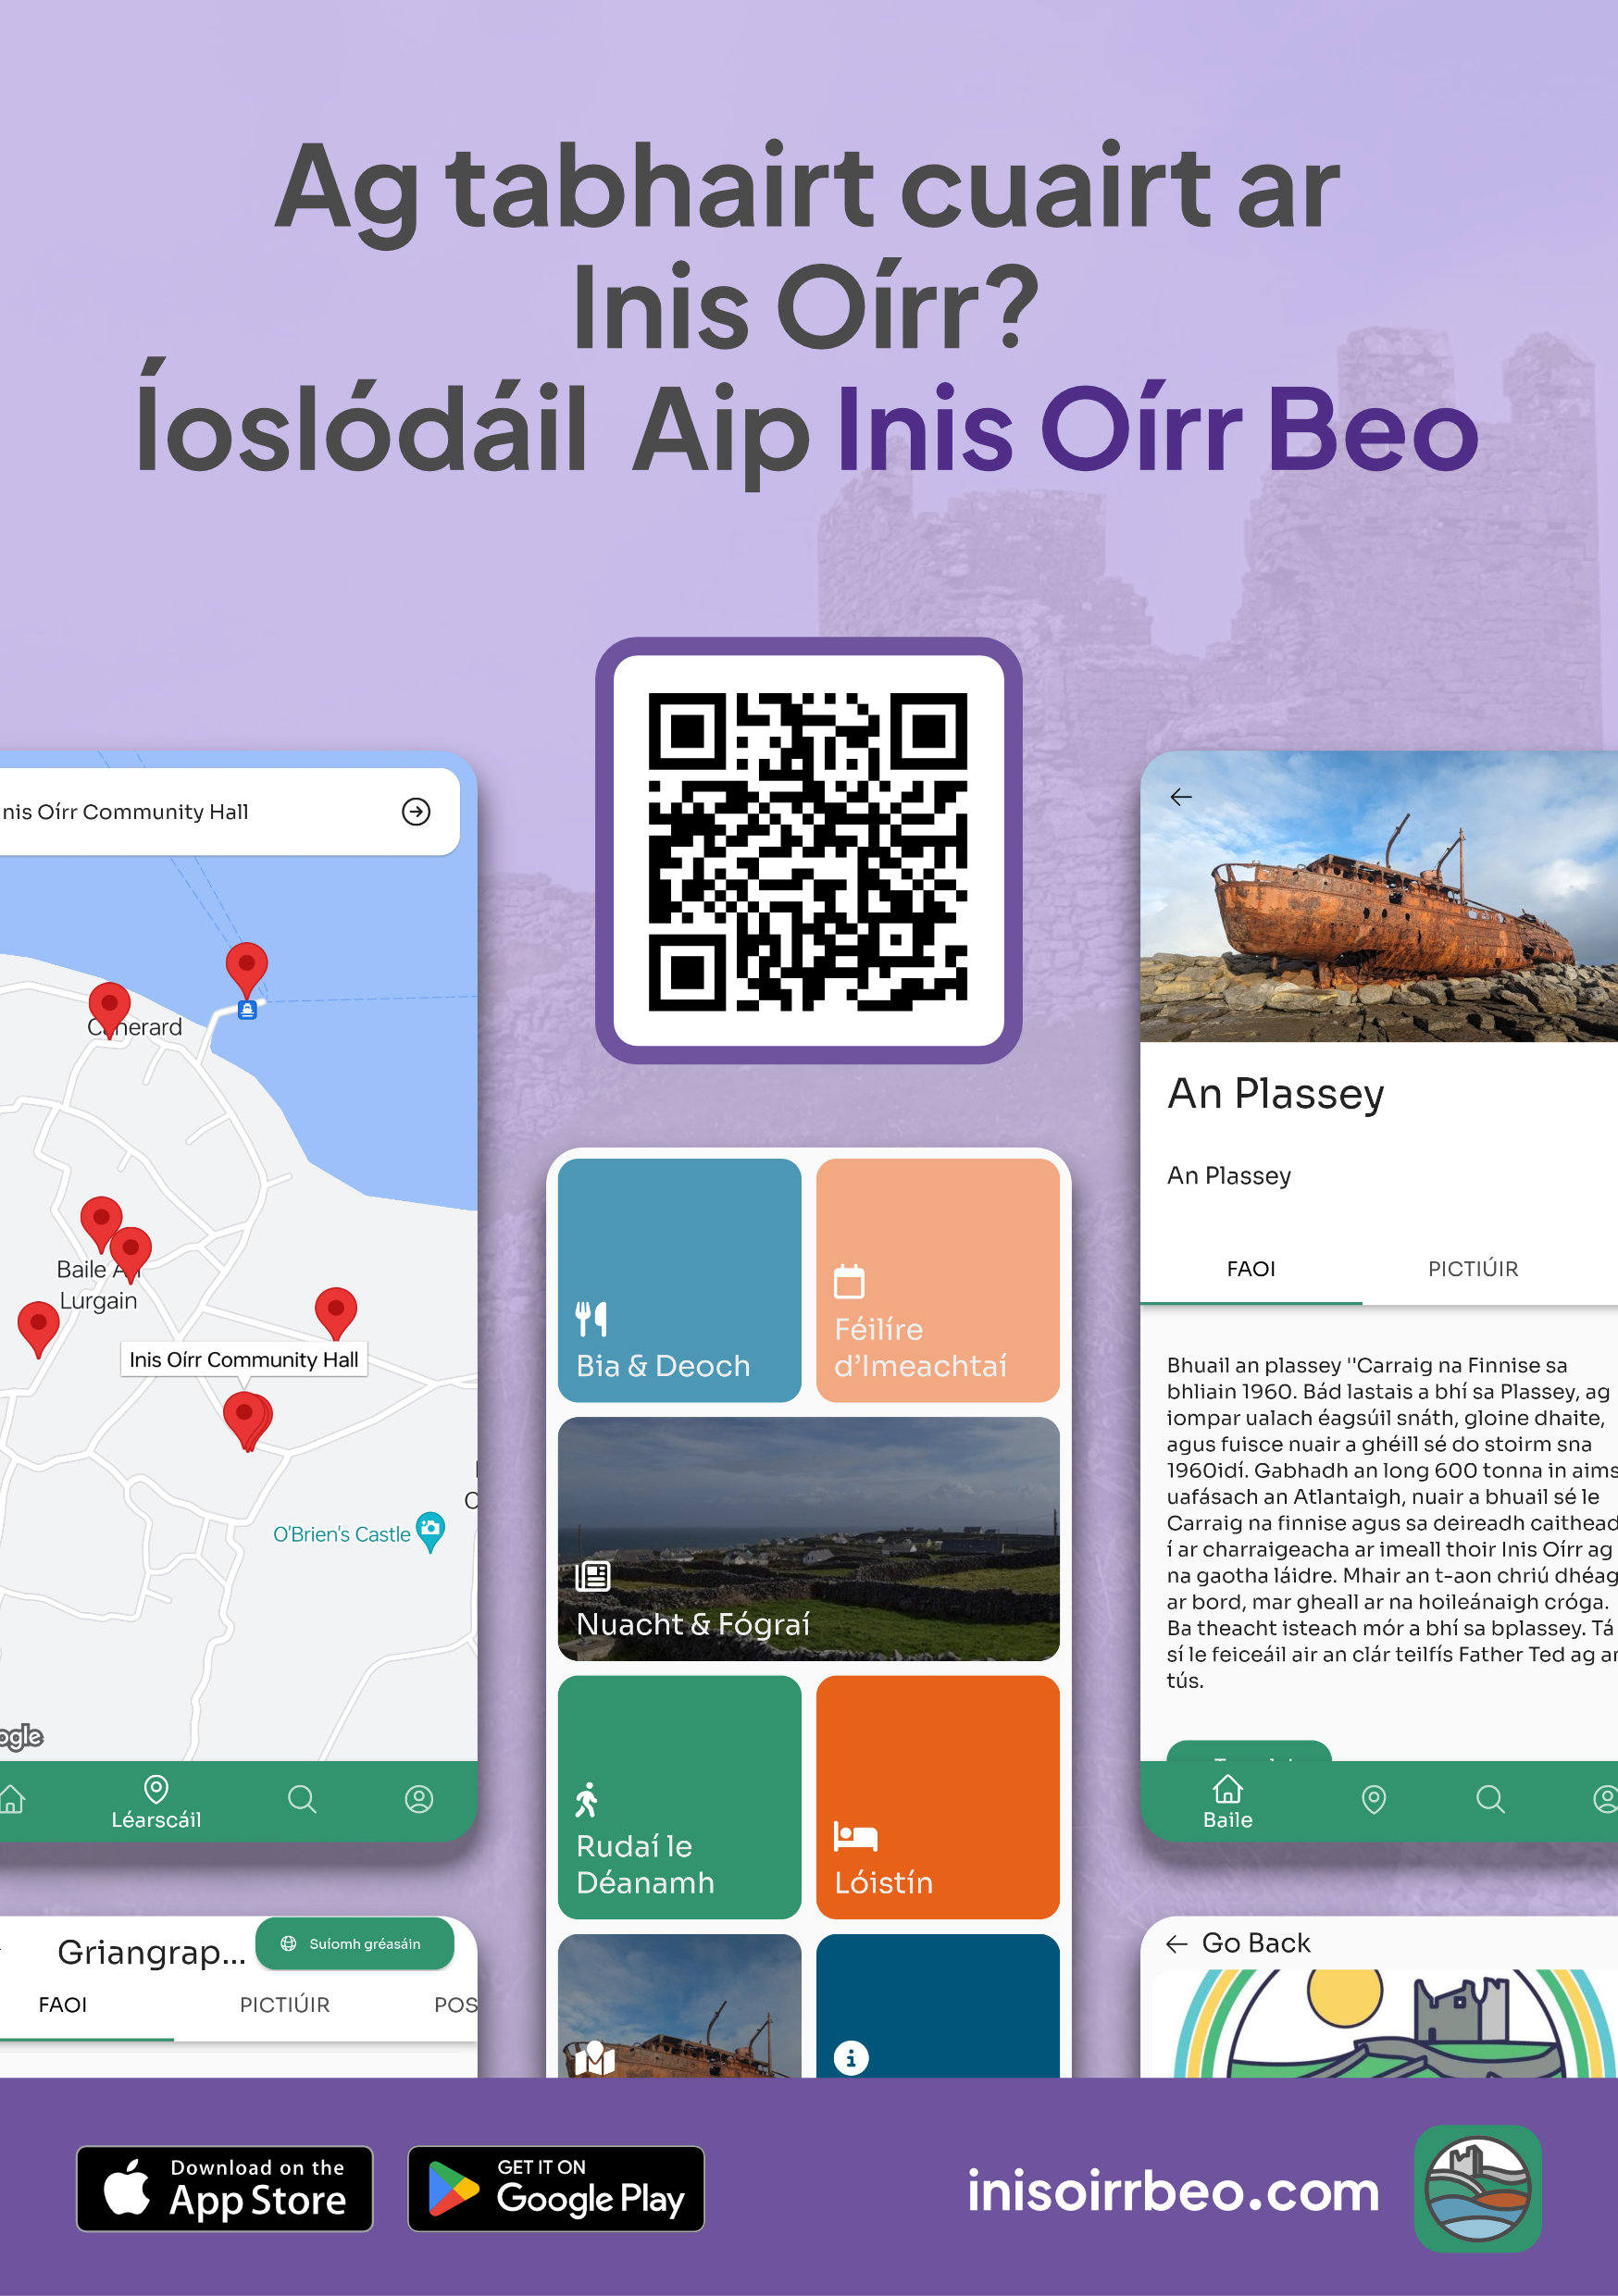 Ag tabhairt cuairt ar
Inis Oírr?
Íoslódáil Aip Inis Oírr Beo
nis Oírr Community Hall
Baile
Lurgain
Inis Oírr Community Hall
O'Brien's Castle
ogle
Léarscáil
Griangrap...
Suíomh gréasáin
FAOI
PICTIÚIR
POS
Bia & Deoch
Féilíre
d'Imeachtaí
Nuacht & Fógraí
Rudaí le
Déanamh
Lóistín
An Plassey
An Plassey
FAOI
PICTIÚIR
Bhuail an plassey ''Carraig na Finnise sa
bhliain 1960. Bád lastais a bhí sa Plassey, ag
iompar ualach éagsúil snáth, gloine dhaite,
agus fuisce nuair a ghéill sé do stoirm sna
1960idí. Gabhadh an long 600 tonna in aims
uafásach an Atlantaigh, nuair a bhuail sé le
Carraig na finnise agus sa deireadh caithead
í ar charraigeacha ar imeall thoir Inis Oírr ag
na gaotha láidre. Mhair an t-aon chriú dhéag
ar bord, mar gheall ar na hoileánaigh cróga.
Ba theacht isteach mór a bhí sa bplassey. Tá
sí le feiceáil air an clár teilfís Father Ted ag ar
tús.
Baile
Go Back
Download on the
App Store
GET IT ON
Google Play
inisoirrbeo.com